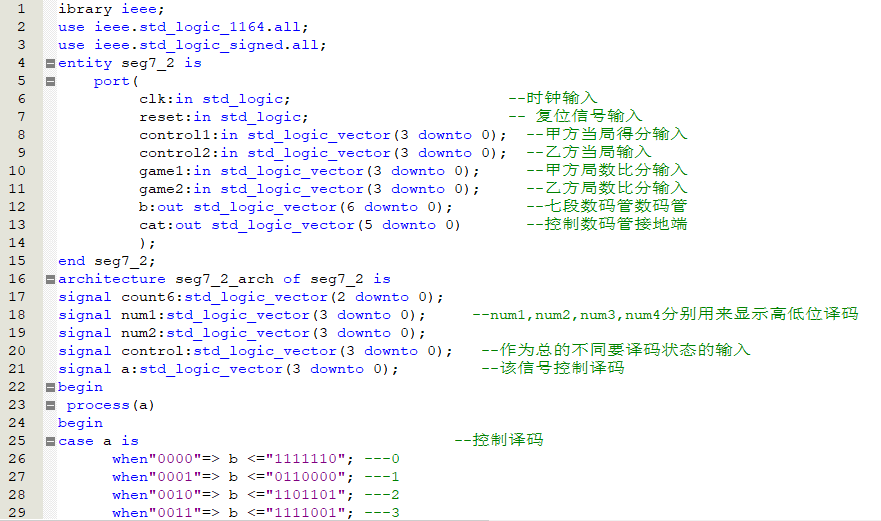 1 ibrary ieee;
2 use ieee.std_logic_1164.all;
3 use ieee.std_logic_signed.all;
4 entity seg7_2 is
5 port(
6 clk:in std_logic; --时钟输入
7 reset:in std_logic; -- 复位信号输入
8 control1:in std_logic_vector(3 downto 0); --甲方当局得分输入
9 control2:in std_logic_vector(3 downto 0); --乙方当局输入
10 game1:in std_logic_vector(3 downto 0); --甲方局数比分输入
11 game2:in std_logic_vector(3 downto 0); --乙方局数比分输入
12 b:out std_logic_vector(6 downto 0); --七段数码管数码管
13 cat:out std_logic_vector(5 downto 0) --控制数码管接地端
14 );
15 end seg7_2;
16 architecture seg7_2_arch of seg7_2 is
17 signal count6:std_logic_vector(2 downto 0);
18 signal num1:std_logic_vector(3 downto 0); --num1,num2,num3,num4分别用来显示高低位译码
19 signal num2:std_logic_vector(3 downto 0);
20 signal control:std_logic_vector(3 downto 0); --作为总的不同要译码状态的输入
21 signal a:std_logic_vector(3 downto 0); --该信号控制译码
22 begin
23 process(a)
24 begin
25 case a is --控制译码
26 when"0000"=> b <="1111110"; ---0
27 when"0001"=> b <="0110000"; ---1
28 when"0010"=> b <="1101101"; ---2
29 when"0011"=> b <="1111001"; ---3